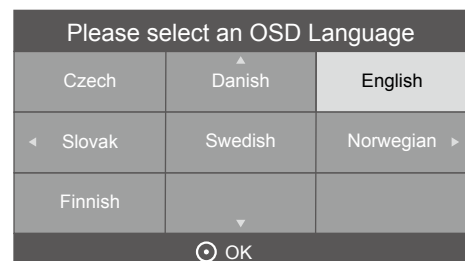 Please select an OSD Language
Czech Danish English
Slovak Swedish Norwegian
Finnish
OK